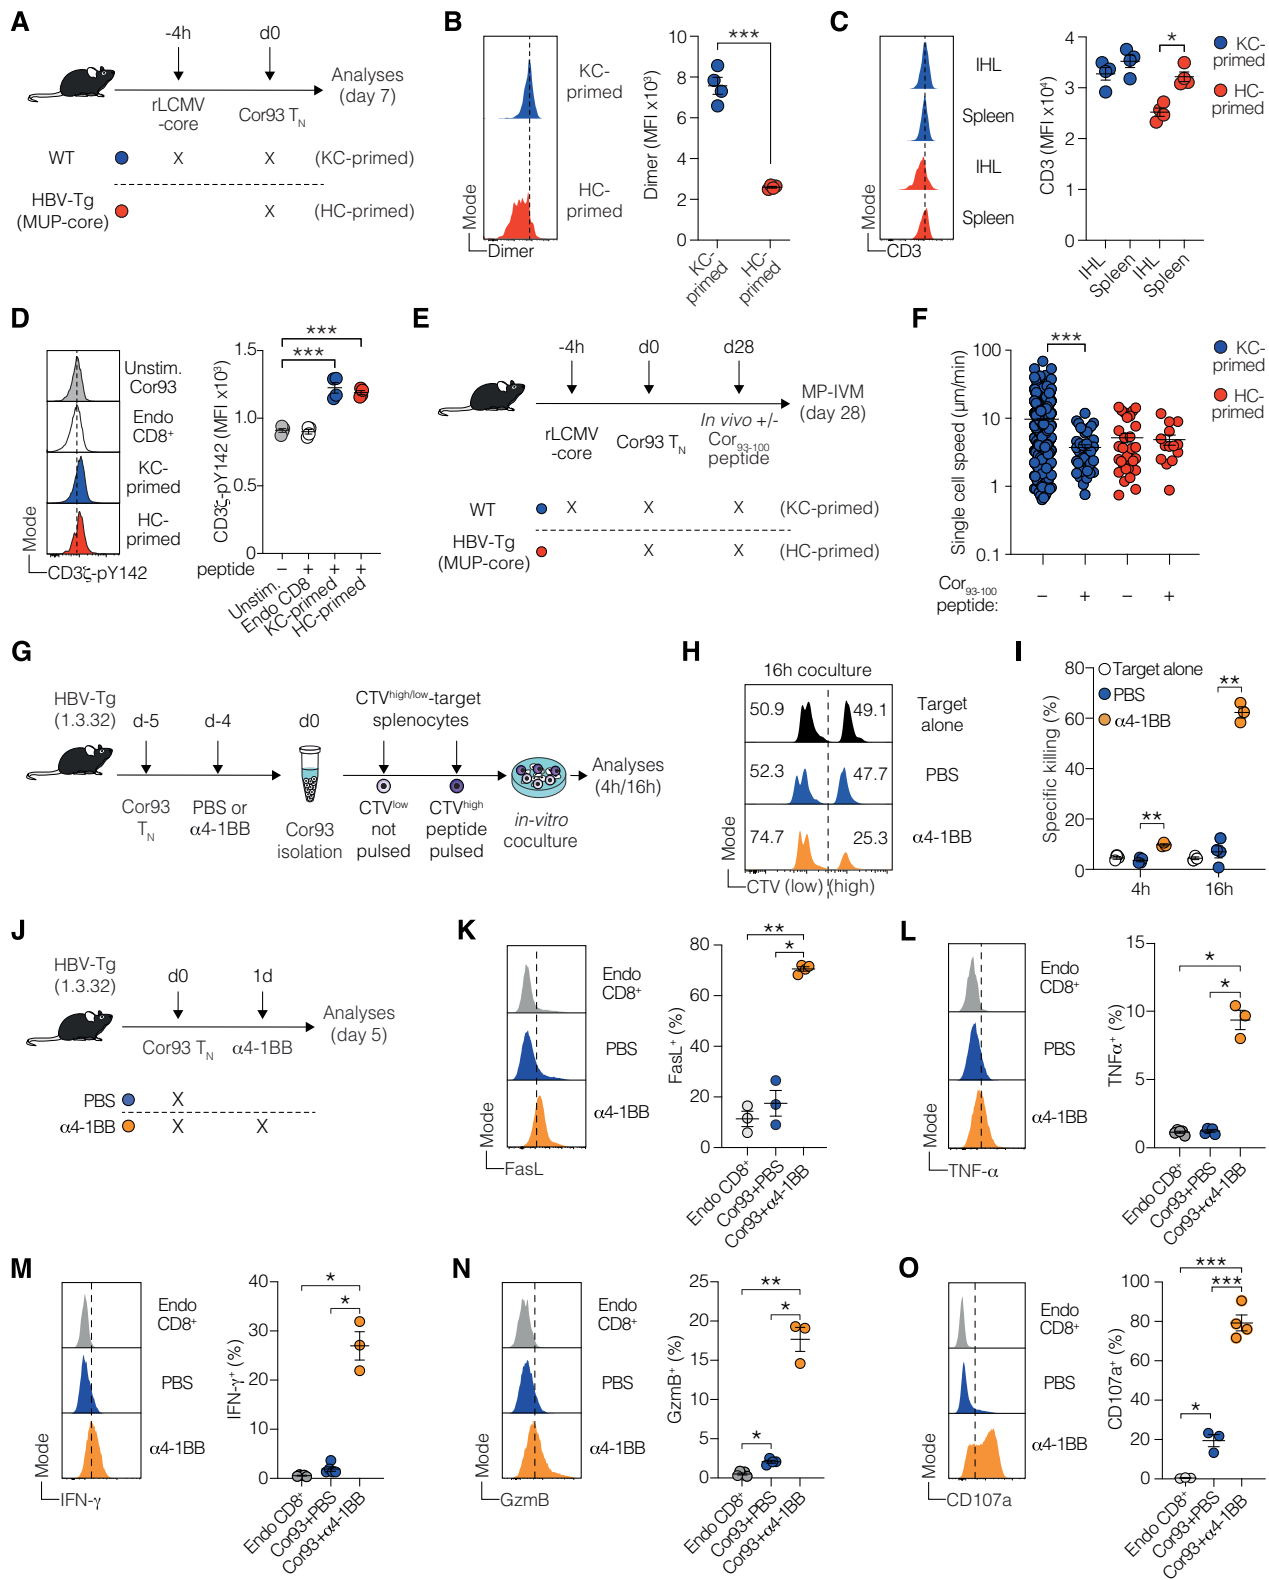 A
-4h
d0
rLCMV
-core
Cor93 T_N
Analyses
(day 7)
WT
X
X
(KC-primed)
HBV-Tg
(MUP-core)
X
(HC-primed)
B
KC-
primed
HC-
primed
Mode
Dimer
Dimer (MFI x10³)
10
8
6
4
2
0
***
KC-
primed
HC-
primed
C
IHL
Spleen
IHL
Spleen
Mode
CD3
CD3 (MFI x10⁴)
4
3
2
1
0
*
IHL
Spleen
IHL
Spleen
KC-
primed
HC-
primed
D
Unstim.
Cor93
Endo
CD8⁺
KC-
primed
HC-
primed
Mode
CD3ζ-pY142
CD3ζ-pY142 (MFI x10³)
1.5
1.0
0.5
0
***
***
peptide
− + + +
Unstim.
Endo CD8
KC-primed
HC-primed
E
-4h
d0
d28
rLCMV
-core
Cor93 T_N
In vivo +/-
Cor93-100
peptide
MP-IVM
(day 28)
WT
X
X
X
(KC-primed)
HBV-Tg
(MUP-core)
X
X
(HC-primed)
F
Single cell speed (µm/min)
100
10
1
0.1
***
KC-
primed
HC-
primed
Cor93-100
peptide:
− + − +
G
HBV-Tg
(1.3.32)
d-5
d-4
d0
CTVhigh/low-target
splenocytes
Cor93
T_N
PBS or
α4-1BB
Cor93
isolation
CTVlow
not
pulsed
CTVhigh
peptide
pulsed
in-vitro
coculture
Analyses
(4h/16h)
H
16h coculture
50.9
49.1
Target
alone
52.3
47.7
PBS
74.7
25.3
α4-1BB
Mode
CTV (low) (high)
I
Specific killing (%)
80
60
40
20
0
Target alone
PBS
α4-1BB
**
**
4h
16h
J
HBV-Tg
(1.3.32)
d0
1d
Cor93 T_N
α4-1BB
Analyses
(day 5)
PBS
X
α4-1BB
X
X
K
Endo
CD8⁺
PBS
α4-1BB
Mode
FasL
FasL⁺ (%)
80
60
40
20
0
**
*
Endo CD8⁺
Cor93+PBS
Cor93+α4-1BB
L
Endo
CD8⁺
PBS
α4-1BB
Mode
TNF-α
TNFα⁺ (%)
15
10
5
0
*
*
Endo CD8⁺
Cor93+PBS
Cor93+α4-1BB
M
Endo
CD8⁺
PBS
α4-1BB
Mode
IFN-γ
IFN-γ⁺ (%)
40
30
20
10
0
*
*
Endo CD8⁺
Cor93+PBS
Cor93+α4-1BB
N
Endo
CD8⁺
PBS
α4-1BB
Mode
GzmB
GzmB⁺ (%)
25
20
15
10
5
0
**
*
*
Endo CD8⁺
Cor93+PBS
Cor93+α4-1BB
O
Endo
CD8⁺
PBS
α4-1BB
Mode
CD107a
CD107a⁺ (%)
100
80
60
40
20
0
***
***
*
Endo CD8⁺
Cor93+PBS
Cor93+α4-1BB